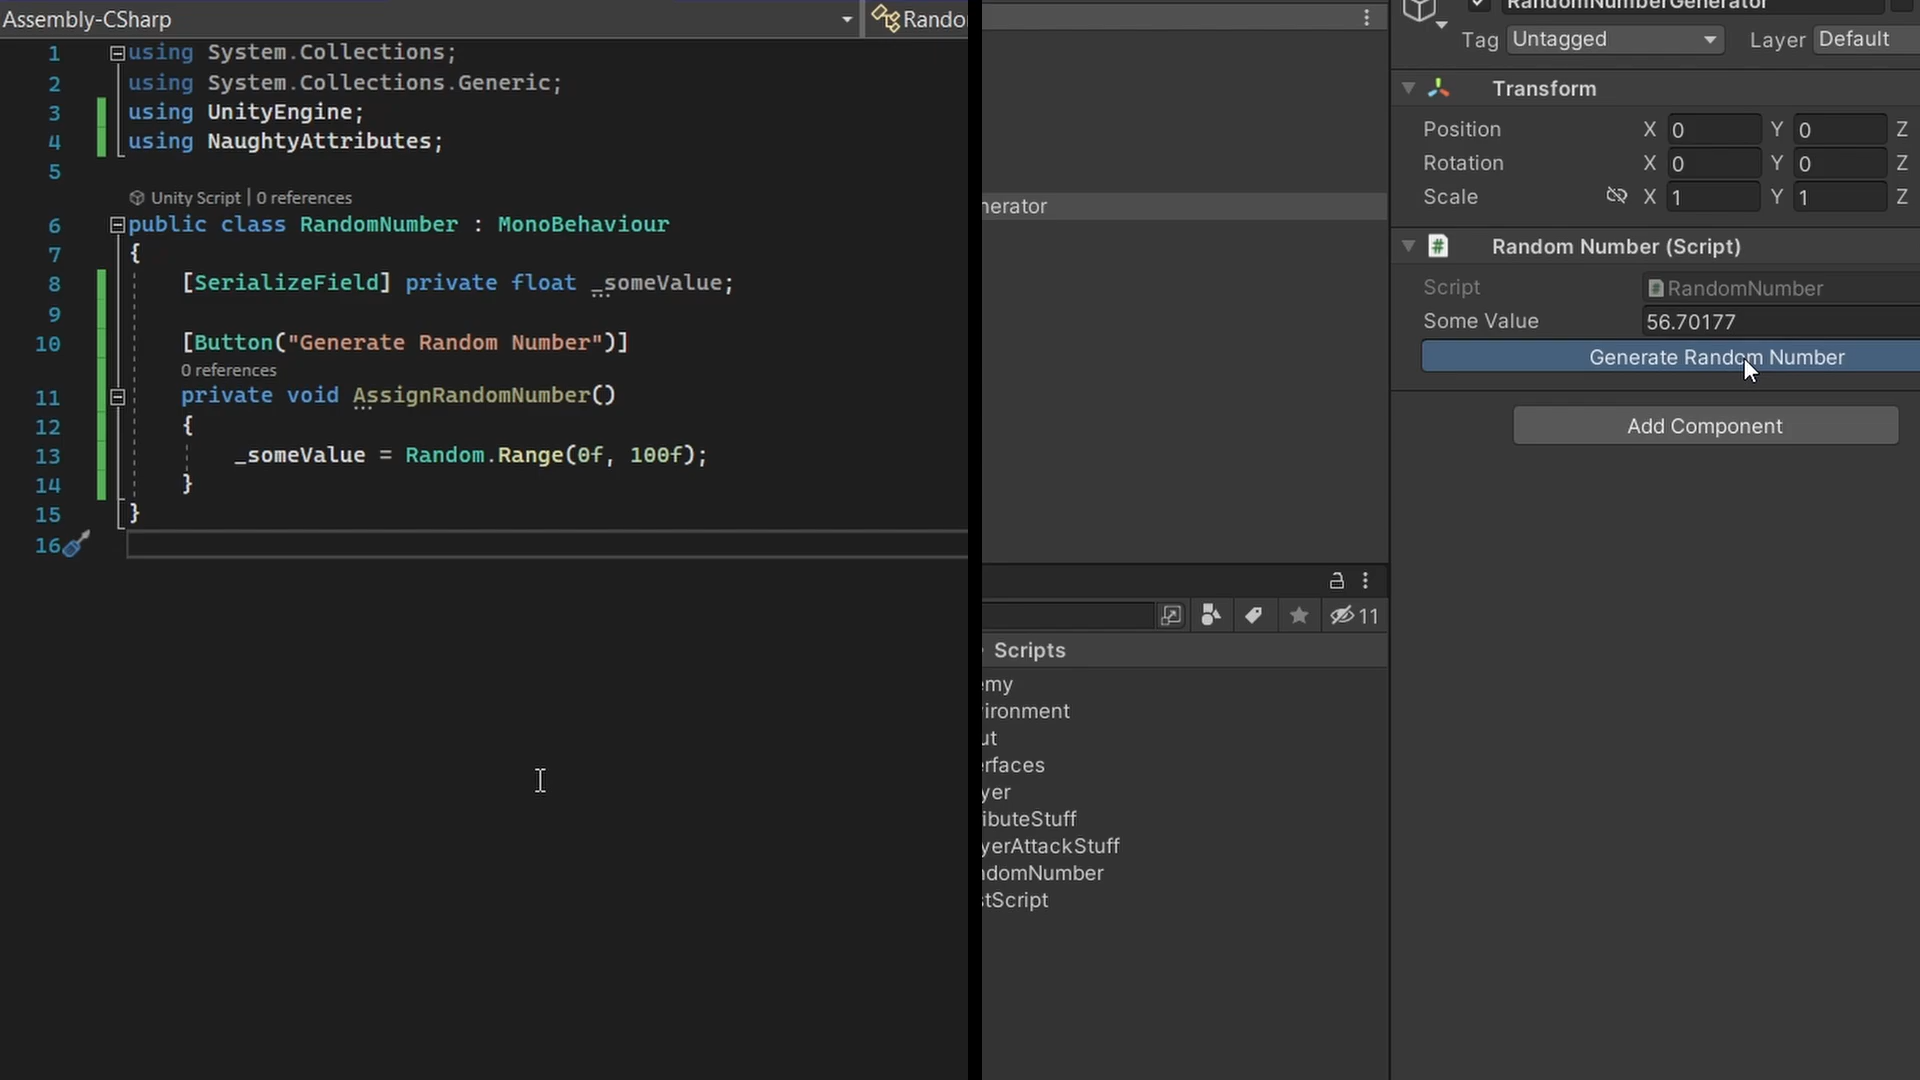 Assembly-CSharp
Rando
1 using System.Collections;
2 using System.Collections.Generic;
3 using UnityEngine;
4 using NaughtyAttributes;
5
Unity Script | 0 references
6 public class RandomNumber : MonoBehaviour
7 {
8 [SerializeField] private float _someValue;
9
10 [Button("Generate Random Number")]
0 references
11 private void AssignRandomNumber()
12 {
13 _someValue = Random.Range(0f, 100f);
14 }
15 }
16
nerator
11
Scripts
emy
ironment
ut
erfaces
yer
ibuteStuff
yerAttackStuff
ndomNumber
stScript
RandomNumberGenerator
Tag Untagged Layer Default
Transform
Position X 0 Y 0 Z
Rotation X 0 Y 0 Z
Scale X 1 Y 1 Z
# Random Number (Script)
Script # RandomNumber
Some Value 56.70177
Generate Random Number
Add Component